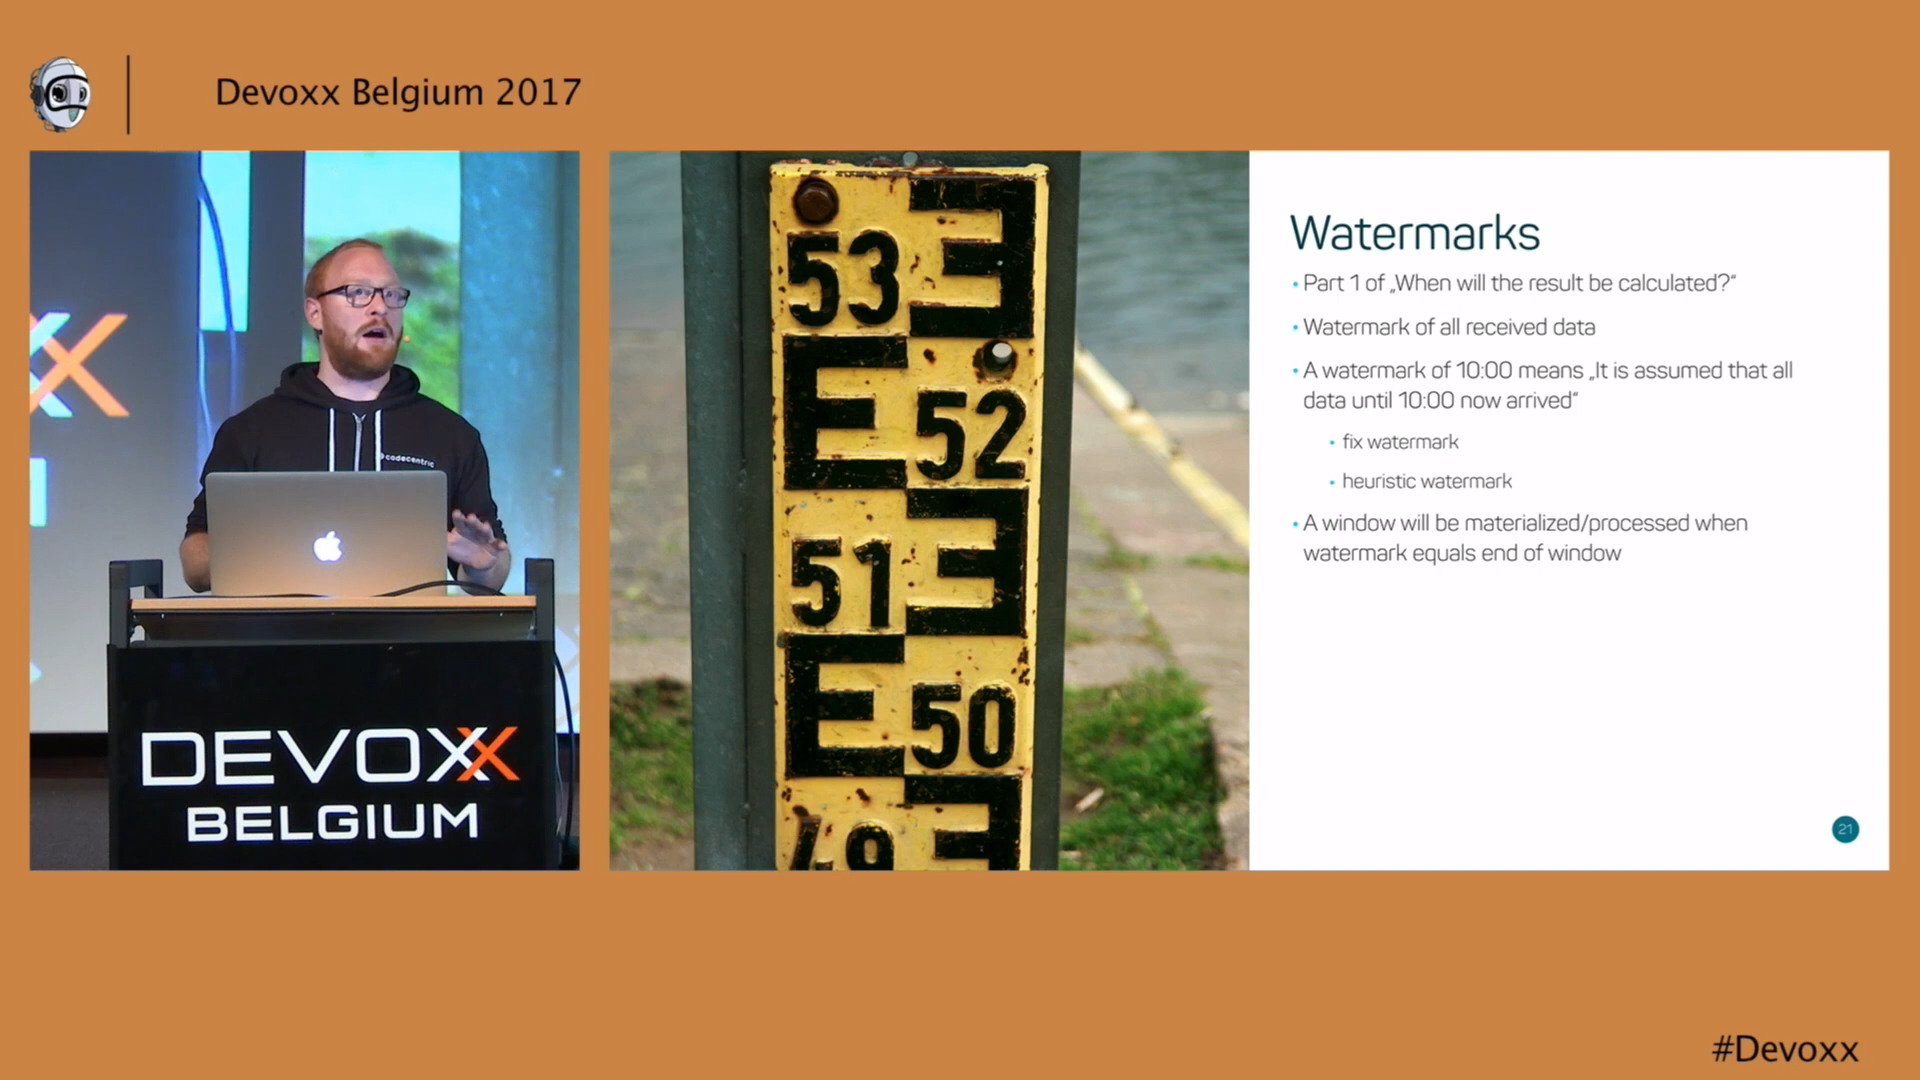 Devoxx Belgium 2017
codecentric
DEVOXX
BELGIUM
53
E
E
52
51
E
E
50
49
E
Watermarks
• Part 1 of „When will the result be calculated?“
• Watermark of all received data
• A watermark of 10:00 means „It is assumed that all
data until 10:00 now arrived“
• fix watermark
• heuristic watermark
• A window will be materialized/processed when
watermark equals end of window
21
#Devoxx